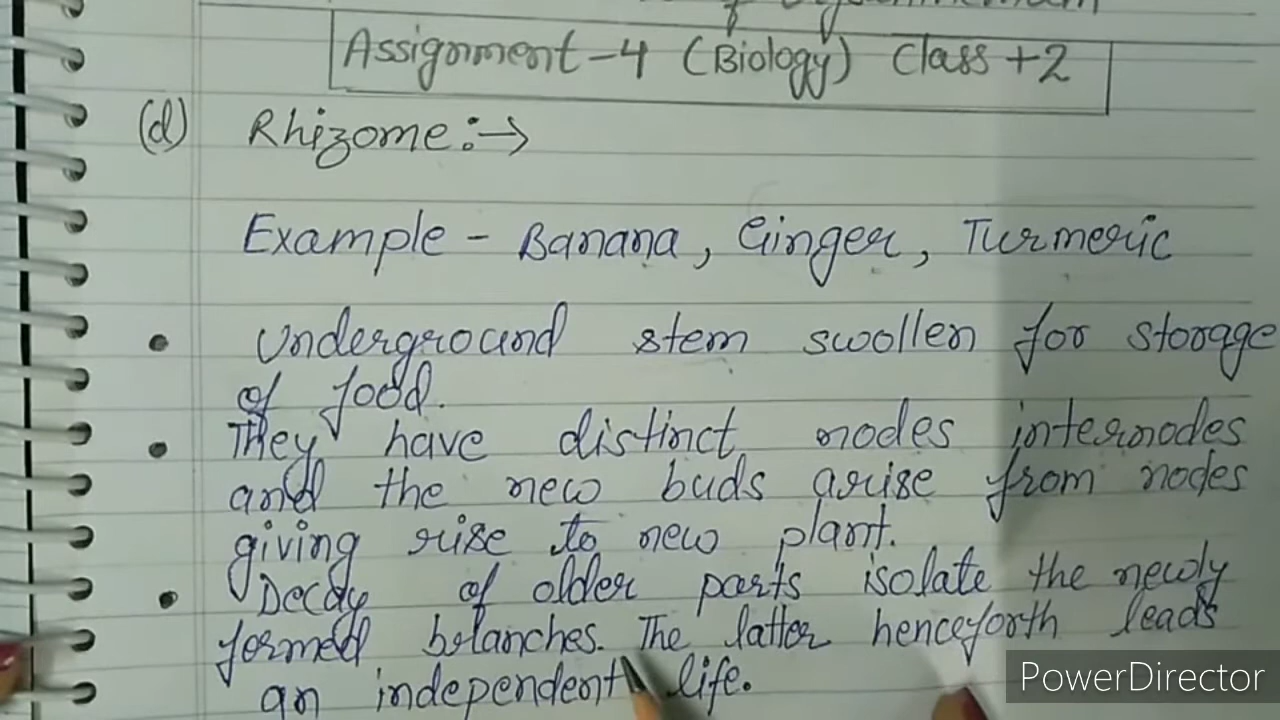 Assignment-4 (Biology) Class +2
(d) Rhizome:→
Example - Banana, Ginger, Turmeric
• Underground stem swollen for storage
of food.
• They have distinct nodes internodes
and the new buds arise from nodes
giving rise to new plant.
• Decay of older parts isolate the newly
formed branches. The latter henceforth leads
an independent life.
PowerDirector